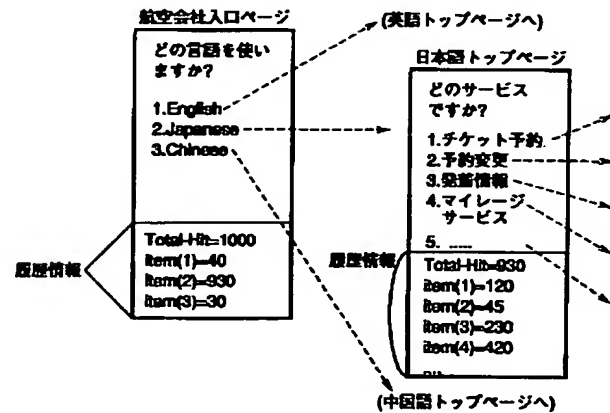 航空会社入口ページ
どの言語を使い
ますか?
1.English
2.Japanese
3.Chinese
履歴情報
Total-Hit=1000
item(1)=40
item(2)=930
item(3)=30
(英語トップページへ)
日本語トップページ
どのサービス
ですか?
1.チケット予約
2.予約変更
3.発着情報
4.マイレージ
サービス
5. .....
履歴情報
Total-Hit=930
item(1)=120
item(2)=45
item(3)=230
item(4)=420
(中国語トップページへ)